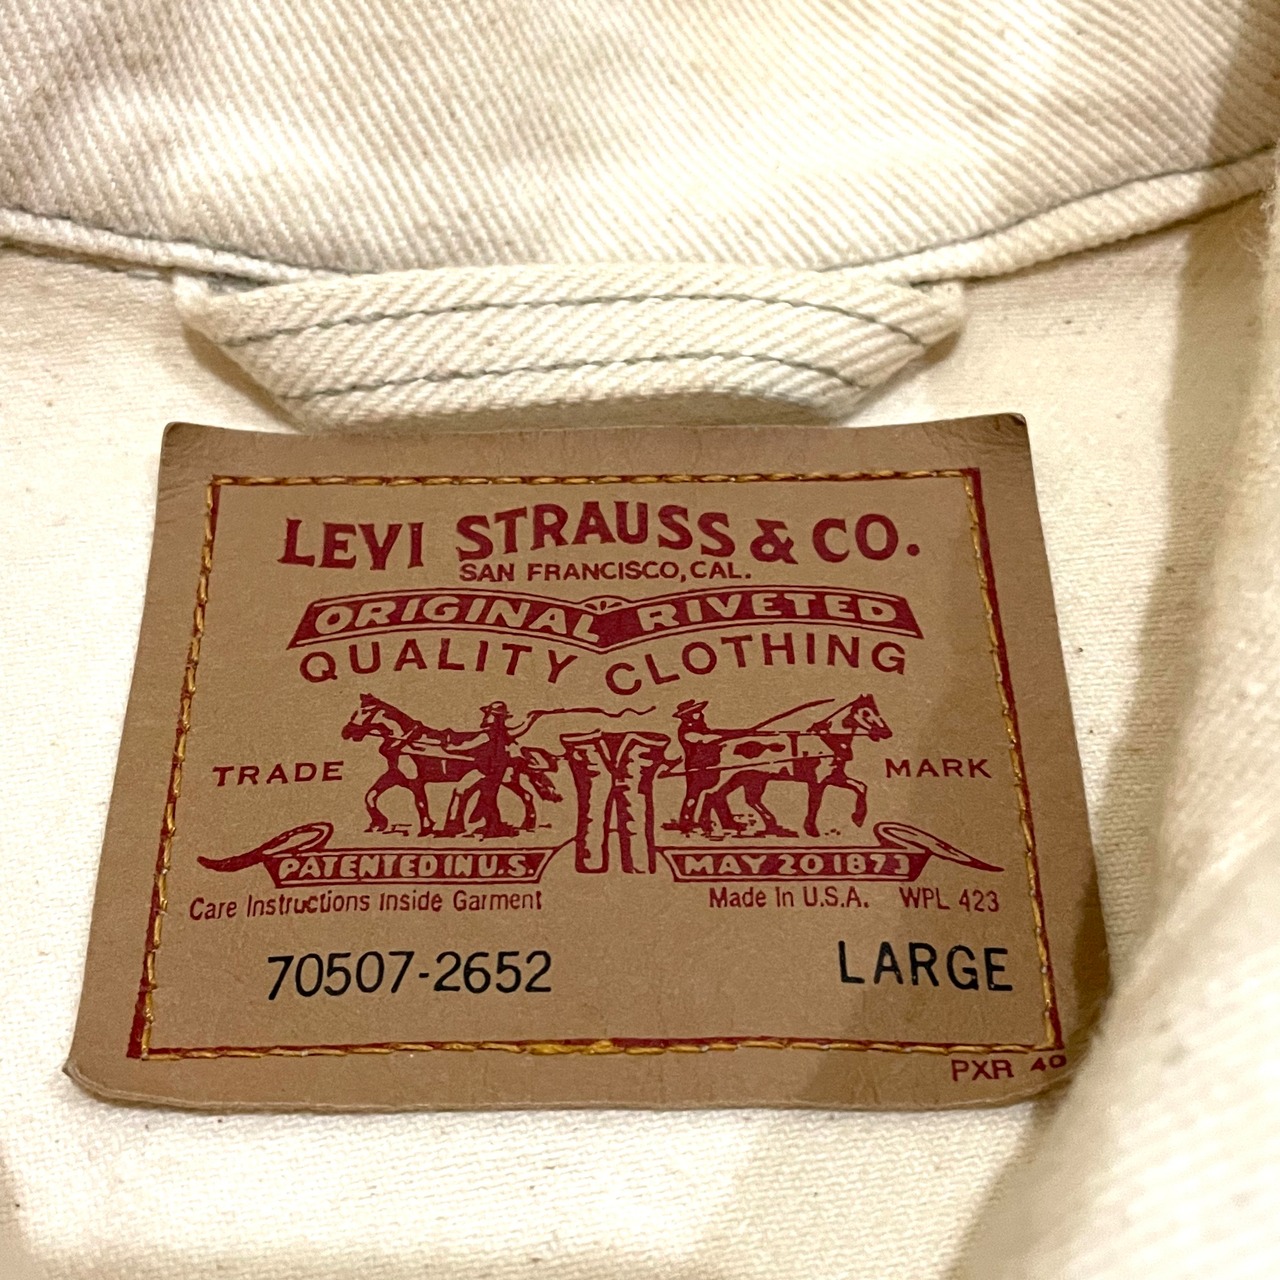 LEVI STRAUSS & CO.
SAN FRANCISCO, CAL.
ORIGINAL RIVETED
QUALITY CLOTHING
TRADE MARK
PATENTED IN U.S. MAY 20 1873
Care Instructions Inside Garment Made In U.S.A. WPL 423
70507-2652 LARGE
PXR 40